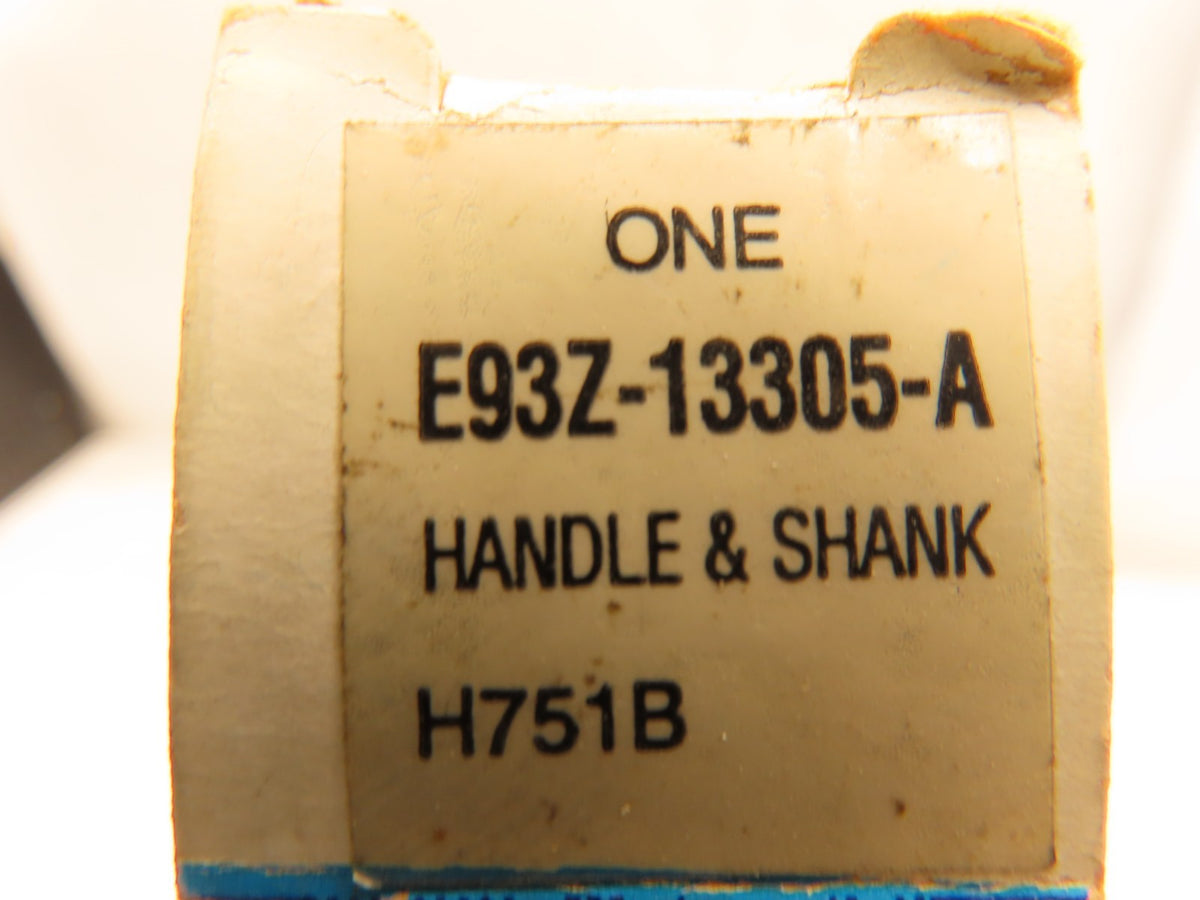 ONE
E93Z-13305-A
HANDLE & SHANK
H751B